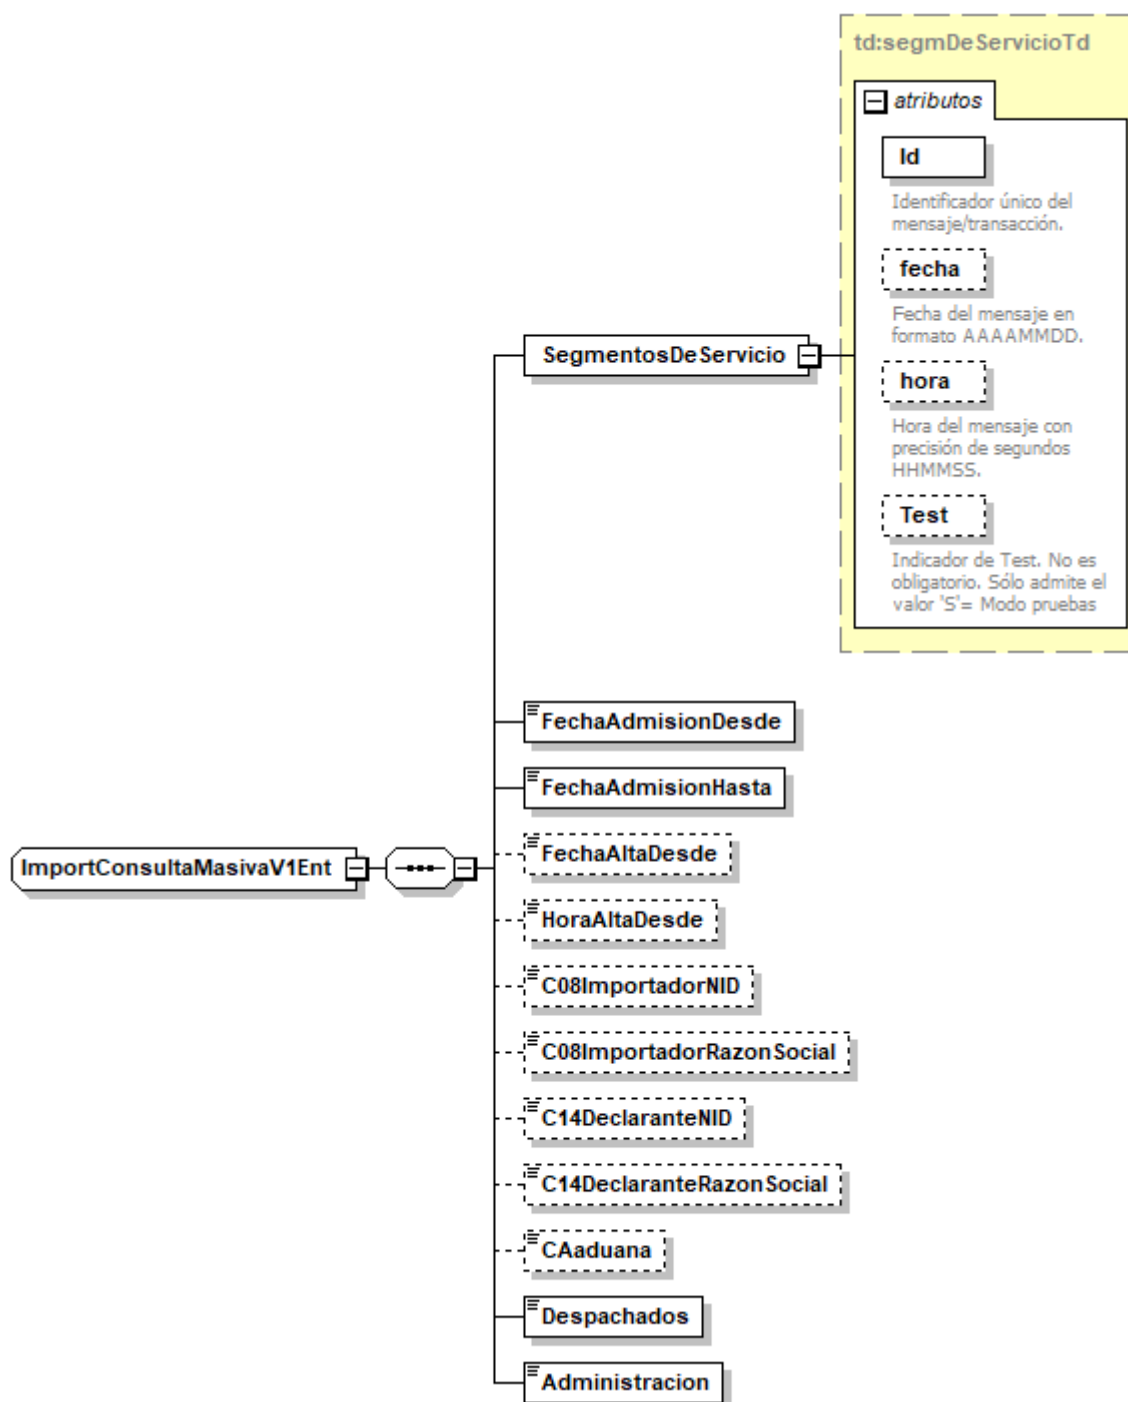 td:segmDeServicioTd
atributos
Id
Identificador único del
mensaje/transacción.
fecha
Fecha del mensaje en
formato AAAAMMDD.
hora
Hora del mensaje con
precisión de segundos
HHMMSS.
Test
Indicador de Test. No es
obligatorio. Sólo admite el
valor 'S'= Modo pruebas
SegmentosDeServicio
FechaAdmisionDesde
FechaAdmisionHasta
FechaAltaDesde
ImportConsultaMasivaV1Ent
HoraAltaDesde
C08ImportadorNID
C08ImportadorRazonSocial
C14DeclaranteNID
C14DeclaranteRazonSocial
CAaduana
Despachados
Administracion